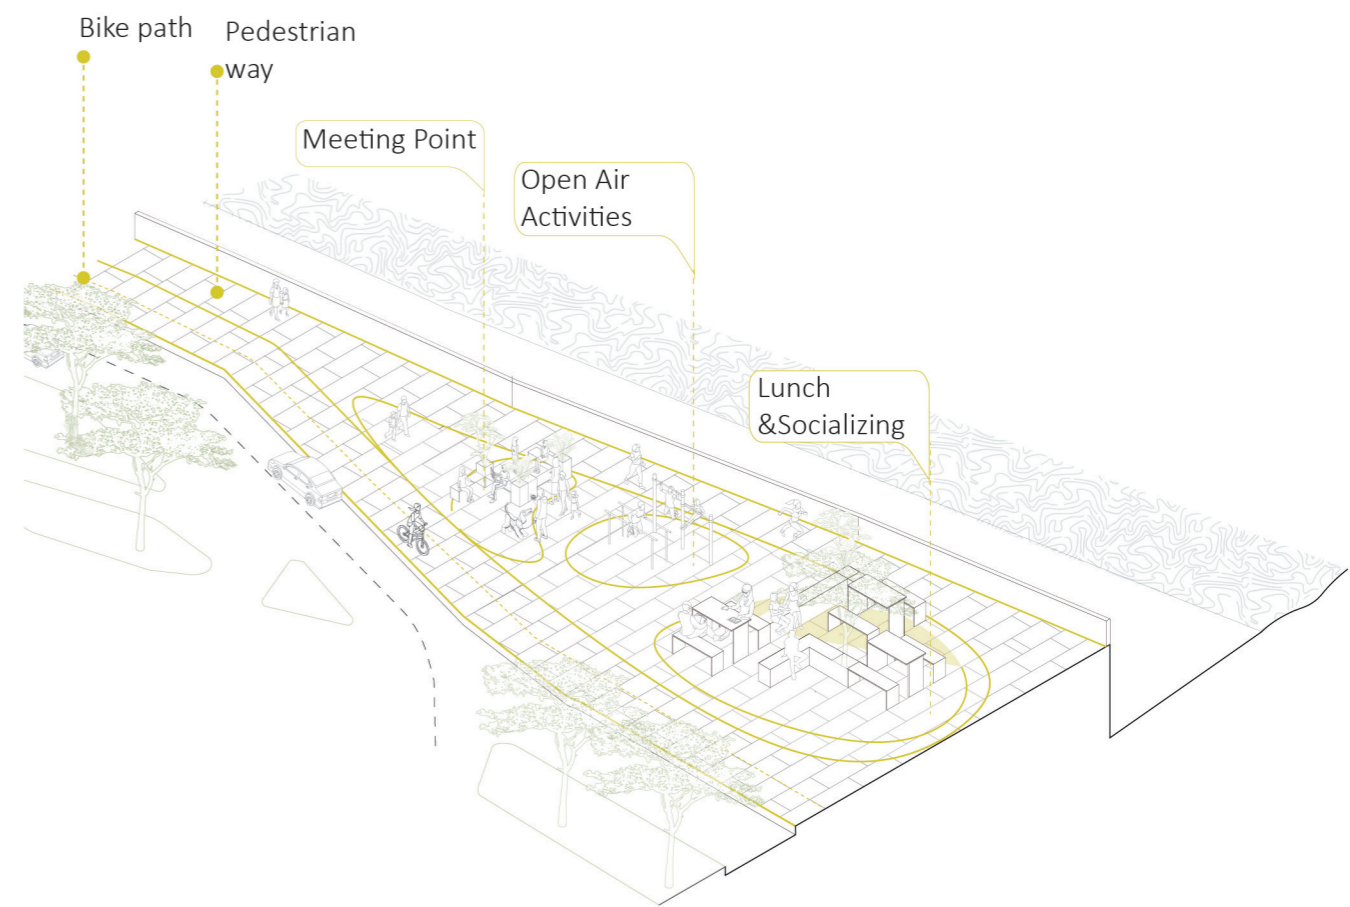 Bike path
Pedestrian
way
Meeting Point
Open Air
Activities
Lunch
&Socializing